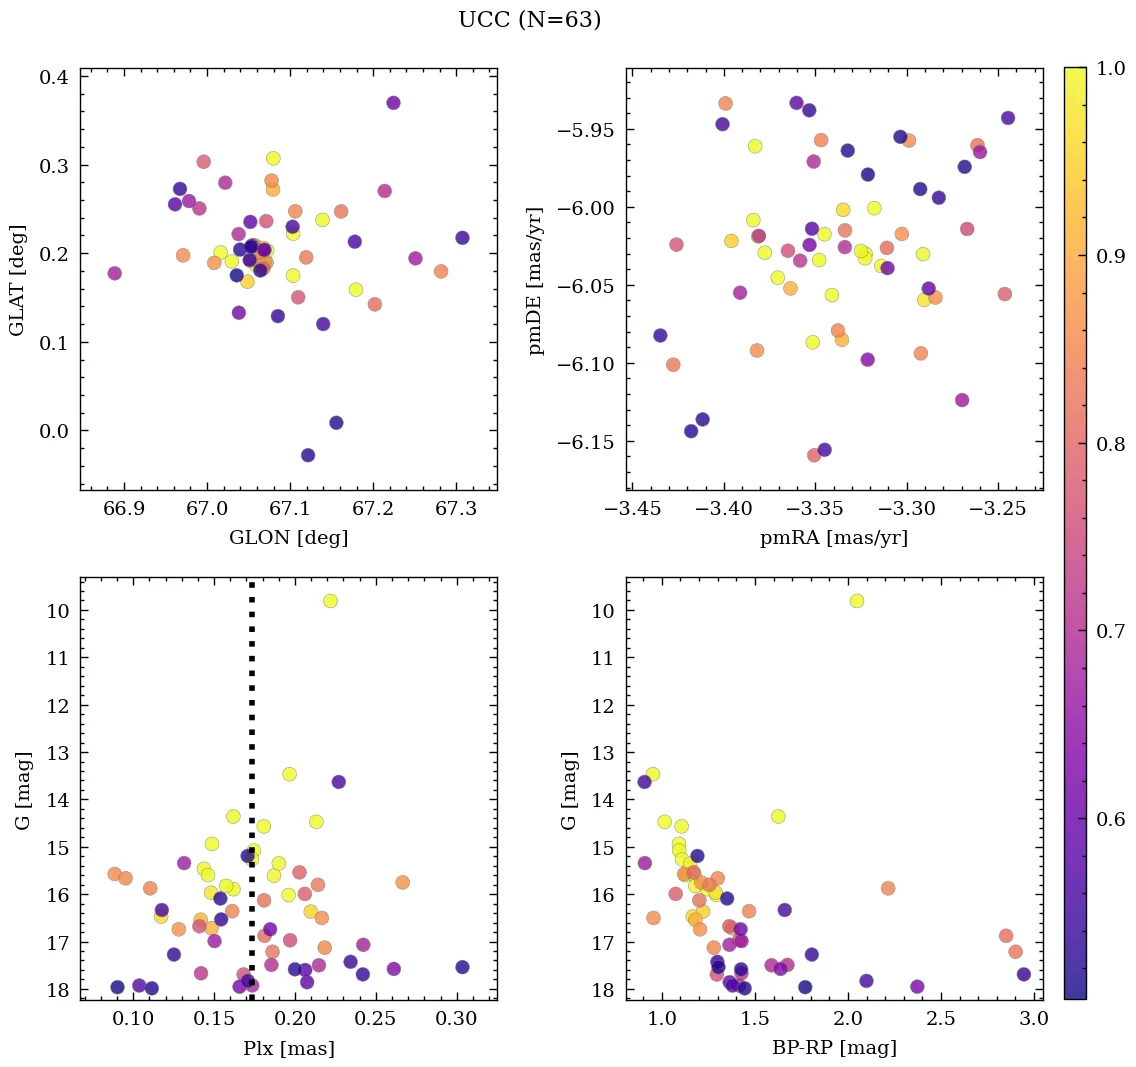 UCC (N=63)
0.4
0.3
0.2
0.1
0.0
GLAT [deg]
66.9 67.0 67.1 67.2 67.3
GLON [deg]
−5.95
−6.00
−6.05
−6.10
−6.15
pmDE [mas/yr]
−3.45 −3.40 −3.35 −3.30 −3.25
pmRA [mas/yr]
10
11
12
13
14
15
16
17
18
G [mag]
0.10 0.15 0.20 0.25 0.30
Plx [mas]
10
11
12
13
14
15
16
17
18
G [mag]
1.0 1.5 2.0 2.5 3.0
BP-RP [mag]
1.0
0.9
0.8
0.7
0.6